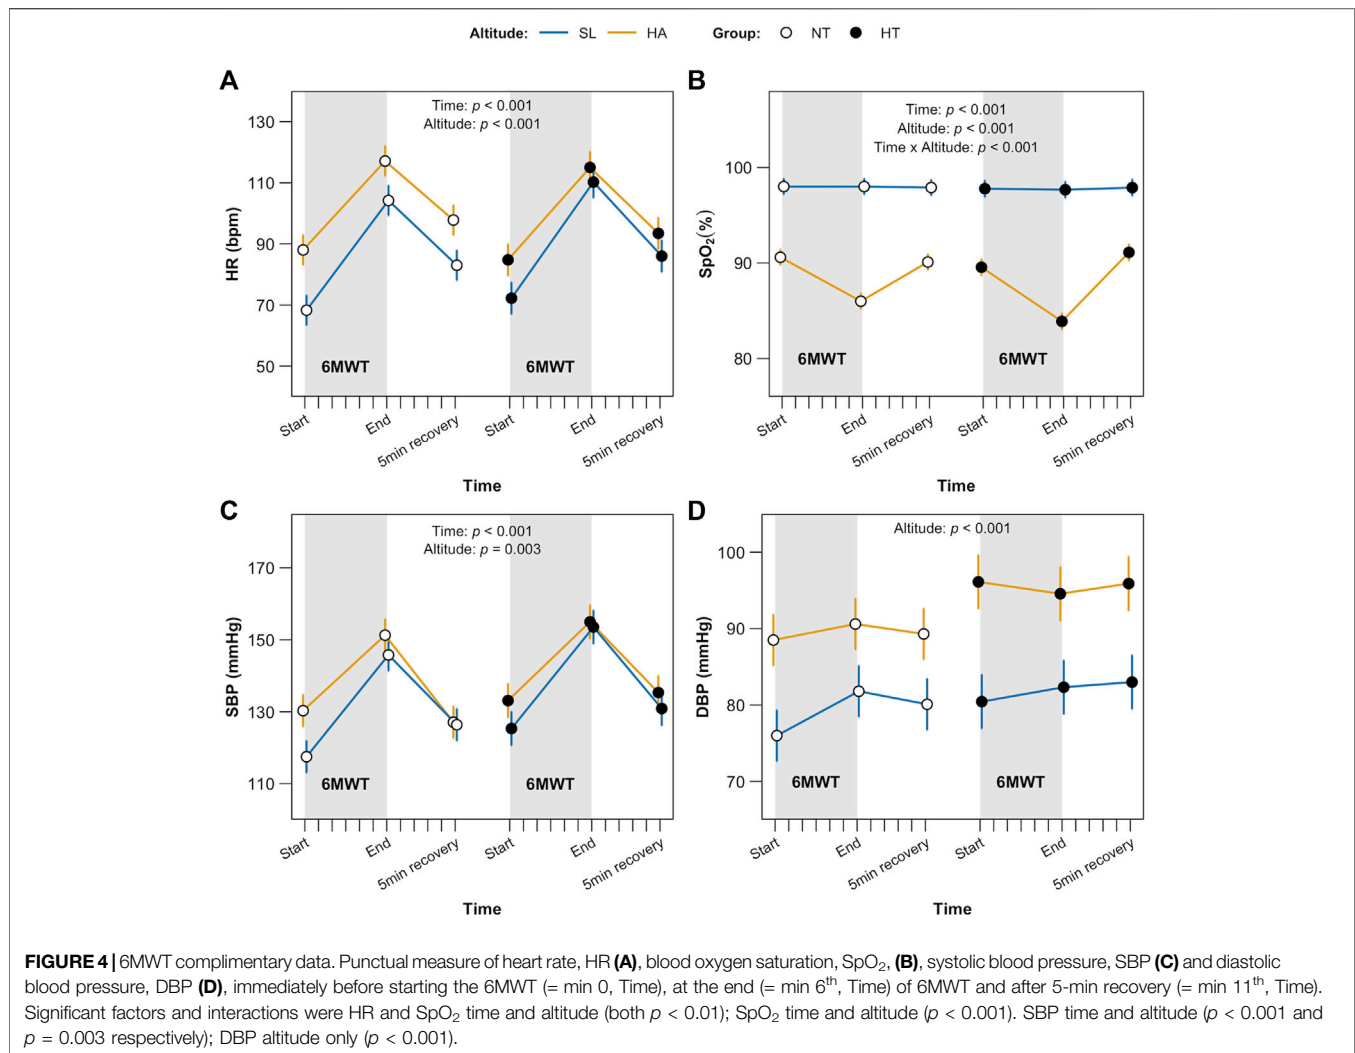 Altitude: SL HA Group: NT HT
A
Time: p < 0.001
Altitude: p < 0.001
HR (bpm)
130
110
90
70
50
6MWT
6MWT
Start
End
5min recovery
Start
End
5min recovery
Time
B
Time: p < 0.001
Altitude: p < 0.001
Time x Altitude: p < 0.001
SpO2(%)
100
90
80
6MWT
6MWT
Start
End
5min recovery
Start
End
5min recovery
Time
C
Time: p < 0.001
Altitude: p = 0.003
SBP (mmHg)
170
150
130
110
6MWT
6MWT
Start
End
5min recovery
Start
End
5min recovery
Time
D
Altitude: p < 0.001
DBP (mmHg)
100
90
80
70
6MWT
6MWT
Start
End
5min recovery
Start
End
5min recovery
Time
FIGURE 4 | 6MWT complimentary data. Punctual measure of heart rate, HR (A), blood oxygen saturation, SpO2, (B), systolic blood pressure, SBP (C) and diastolic
blood pressure, DBP (D), immediately before starting the 6MWT (= min 0, Time), at the end (= min 6th, Time) of 6MWT and after 5-min recovery (= min 11th, Time).
Significant factors and interactions were HR and SpO2 time and altitude (both p < 0.01); SpO2 time and altitude (p < 0.001). SBP time and altitude (p < 0.001 and
p = 0.003 respectively); DBP altitude only (p < 0.001).